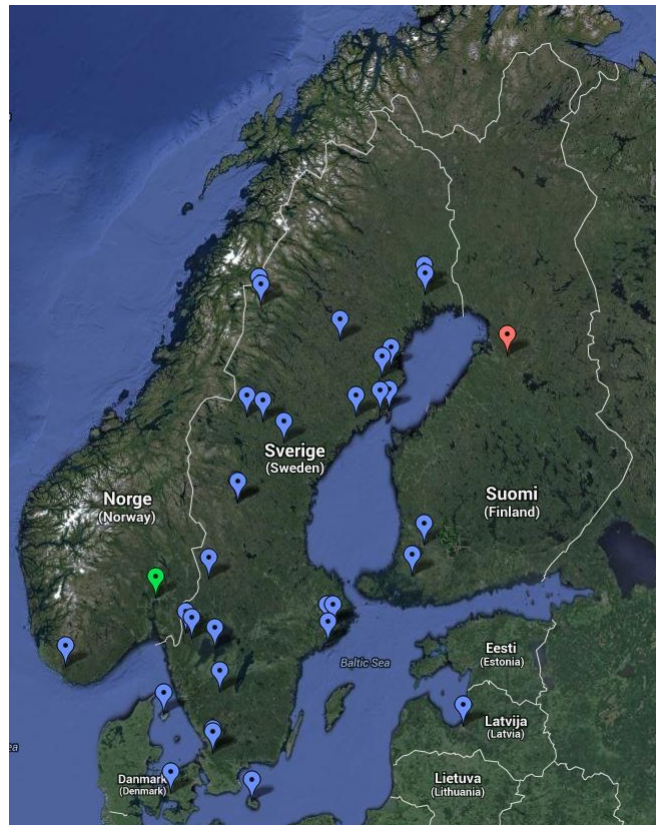 Sverige
(Sweden)
Norge
(Norway)
Suomi
(Finland)
Eesti
(Estonia)
Baltic Sea
Latvija
(Latvia)
Danmark
(Denmark)
Lietuva
(Lithuania)